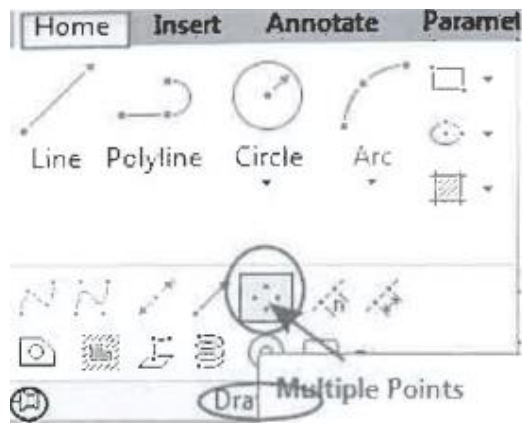 Home Insert Annotate Paramet
Line Polyline Circle Arc
Multiple Points
Dra